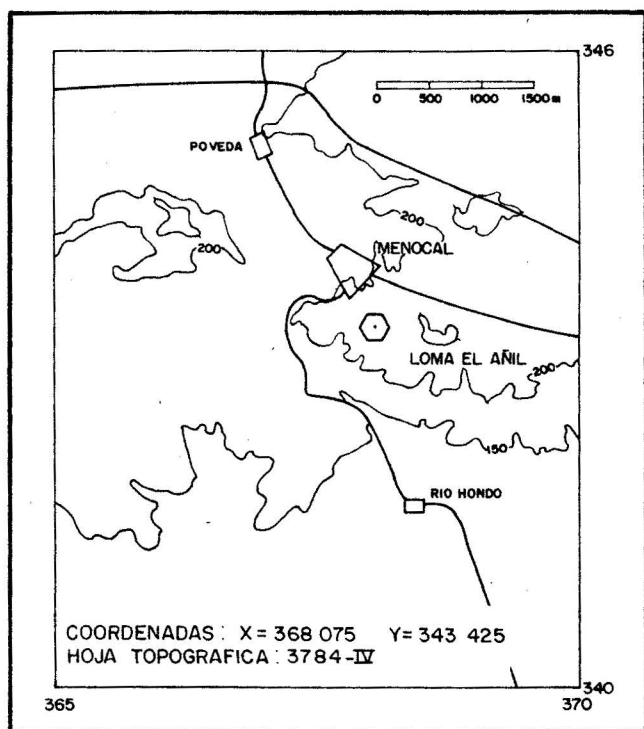 346
0 500 1000 1500 m
POVEDA
200
200
MENOCAL
LOMA EL AÑIL
200
150
RIO HONDO
COORDENADAS: X = 368 075 Y = 343 425
HOJA TOPOGRAFICA: 3784-IV
340
365 370